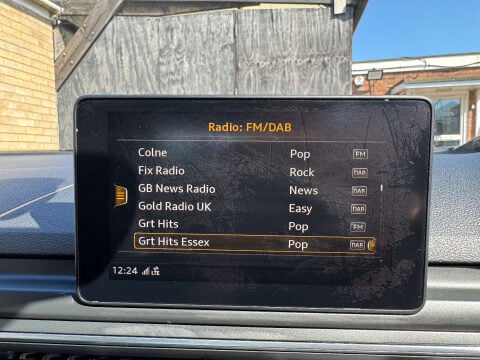 Radio: FM/DAB
Colne Pop FM
Fix Radio Rock DAB
GB News Radio News DAB
Gold Radio UK Easy DAB
Grt Hits Pop FM
Grt Hits Essex Pop DAB
12:24 LTE